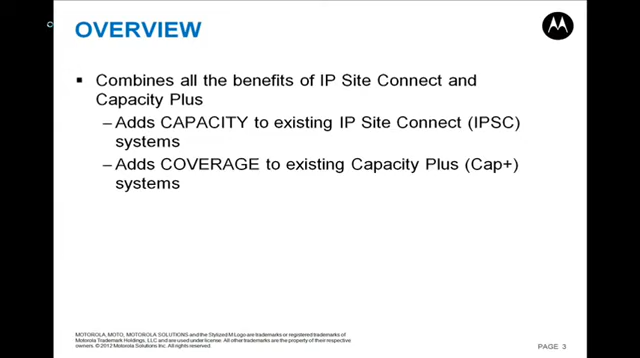 OVERVIEW
▪ Combines all the benefits of IP Site Connect and
Capacity Plus
– Adds CAPACITY to existing IP Site Connect (IPSC)
systems
– Adds COVERAGE to existing Capacity Plus (Cap+)
systems
MOTOROLA, MOTO, MOTOROLA SOLUTIONS and the Stylized M Logo are trademarks or registered trademarks of
Motorola Trademark Holdings, LLC and are used under license. All other trademarks are the property of their respective
owners. © 2012 Motorola Solutions Inc. All rights reserved.
PAGE 3